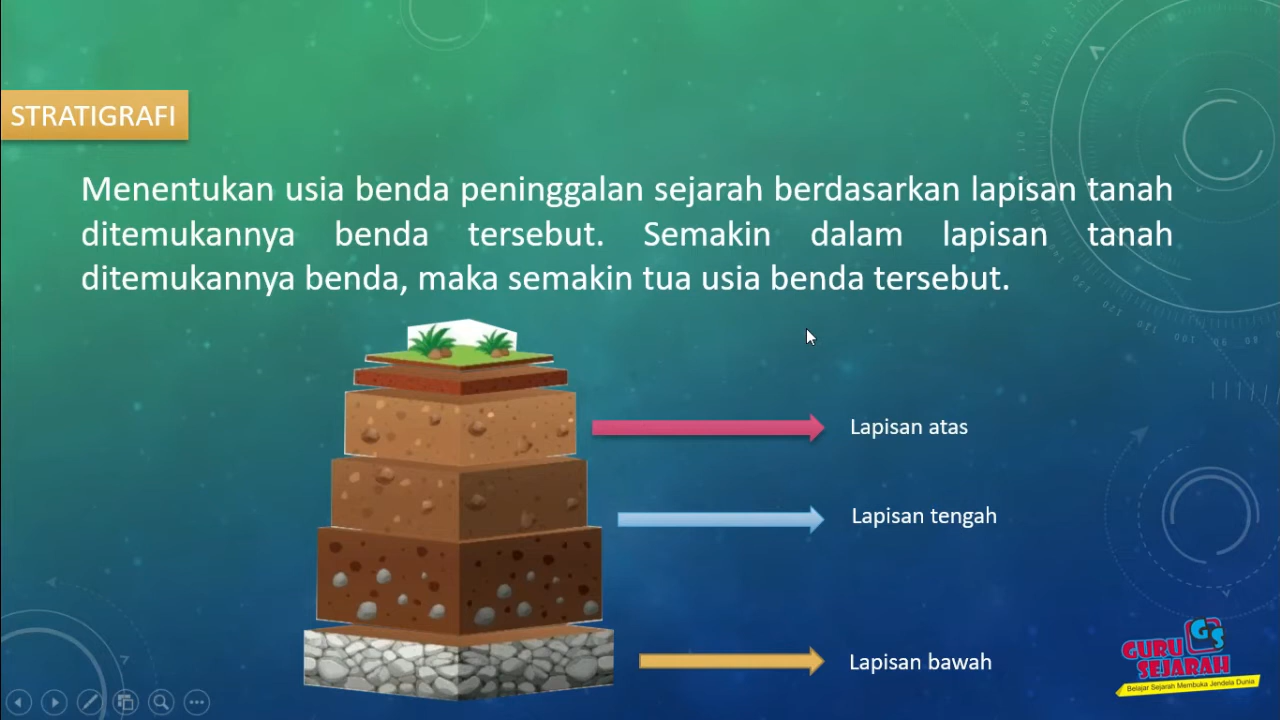 STRATIGRAFI
Menentukan usia benda peninggalan sejarah berdasarkan lapisan tanah
ditemukannya benda tersebut. Semakin dalam lapisan tanah
ditemukannya benda, maka semakin tua usia benda tersebut.
Lapisan atas
Lapisan tengah
Lapisan bawah
GS
GURU
SEJARAH
Belajar Sejarah Membuka Jendela Dunia